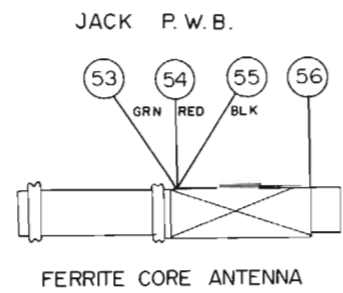 JACK P.W.B.
53 54 55 56
GRN RED BLK
FERRITE CORE ANTENNA